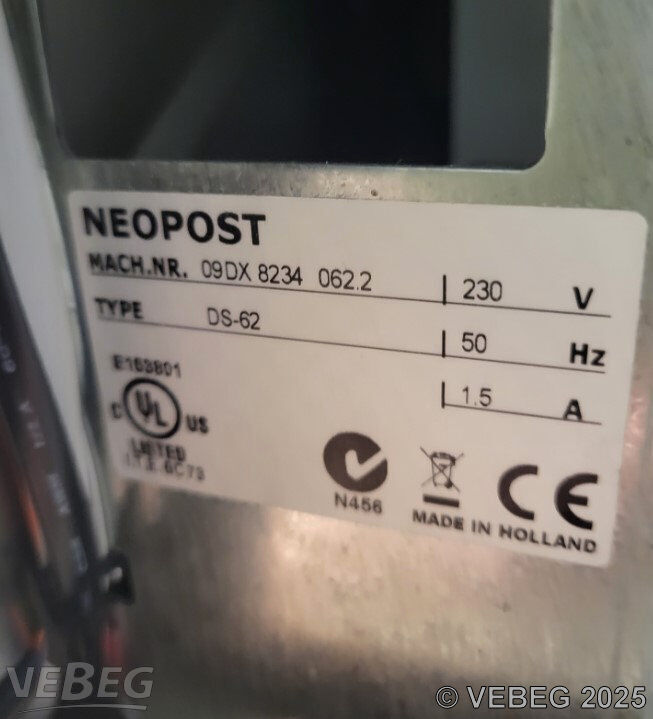 NEOPOST
MACH.NR. 09DX 8234 062.2 230 V
TYPE DS-62 50 Hz
1.5 A
E163801
C UL US
LISTED
I.T.E. 6C73
N456
CE
MADE IN HOLLAND
VEBEG
© VEBEG 2025